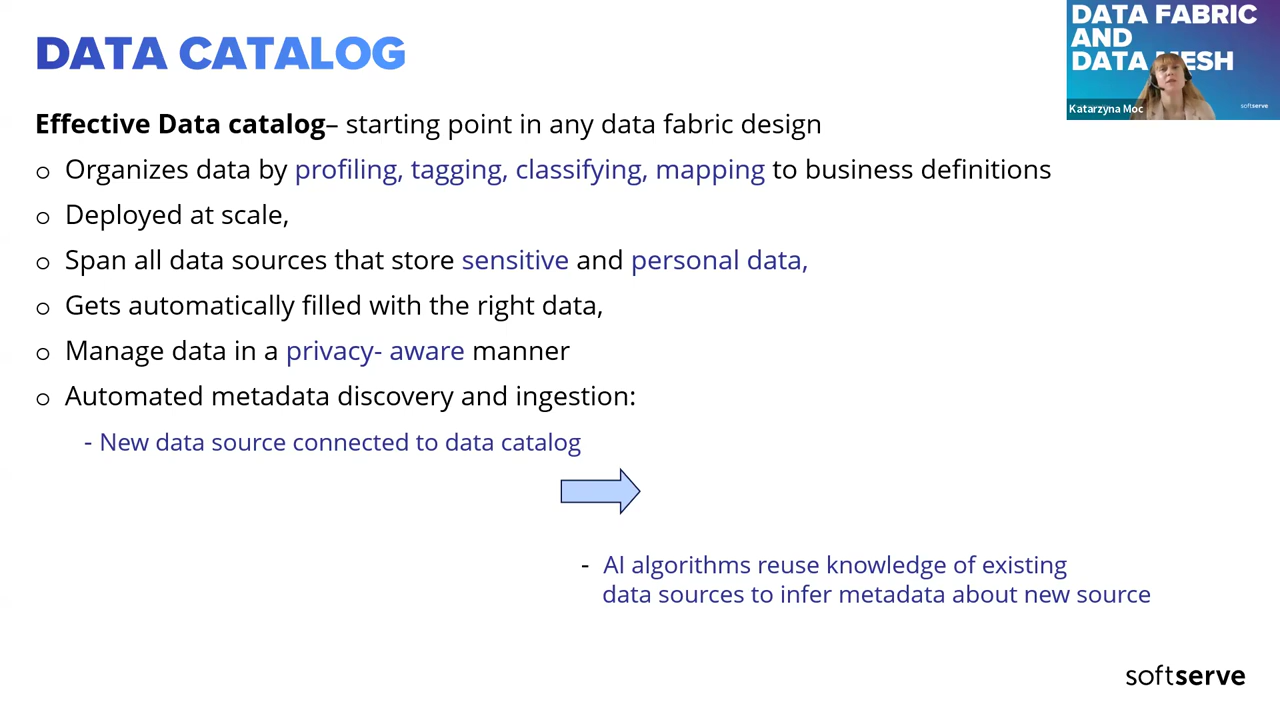 DATA CATALOG
Effective Data catalog– starting point in any data fabric design
o Organizes data by profiling, tagging, classifying, mapping to business definitions
o Deployed at scale,
o Span all data sources that store sensitive and personal data,
o Gets automatically filled with the right data,
o Manage data in a privacy- aware manner
o Automated metadata discovery and ingestion:
- New data source connected to data catalog
- AI algorithms reuse knowledge of existing
data sources to infer metadata about new source
softserve
DATA FABRIC
AND
DATA MESH
Katarzyna Moc
softserve